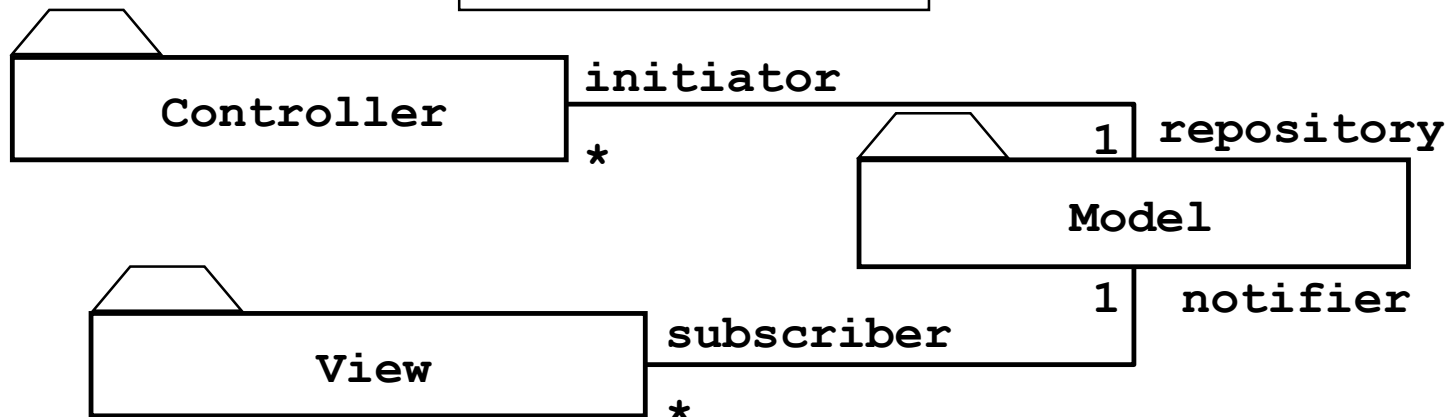 initiator
Controller
1 repository
*
Model
1 notifier
subscriber
View
*